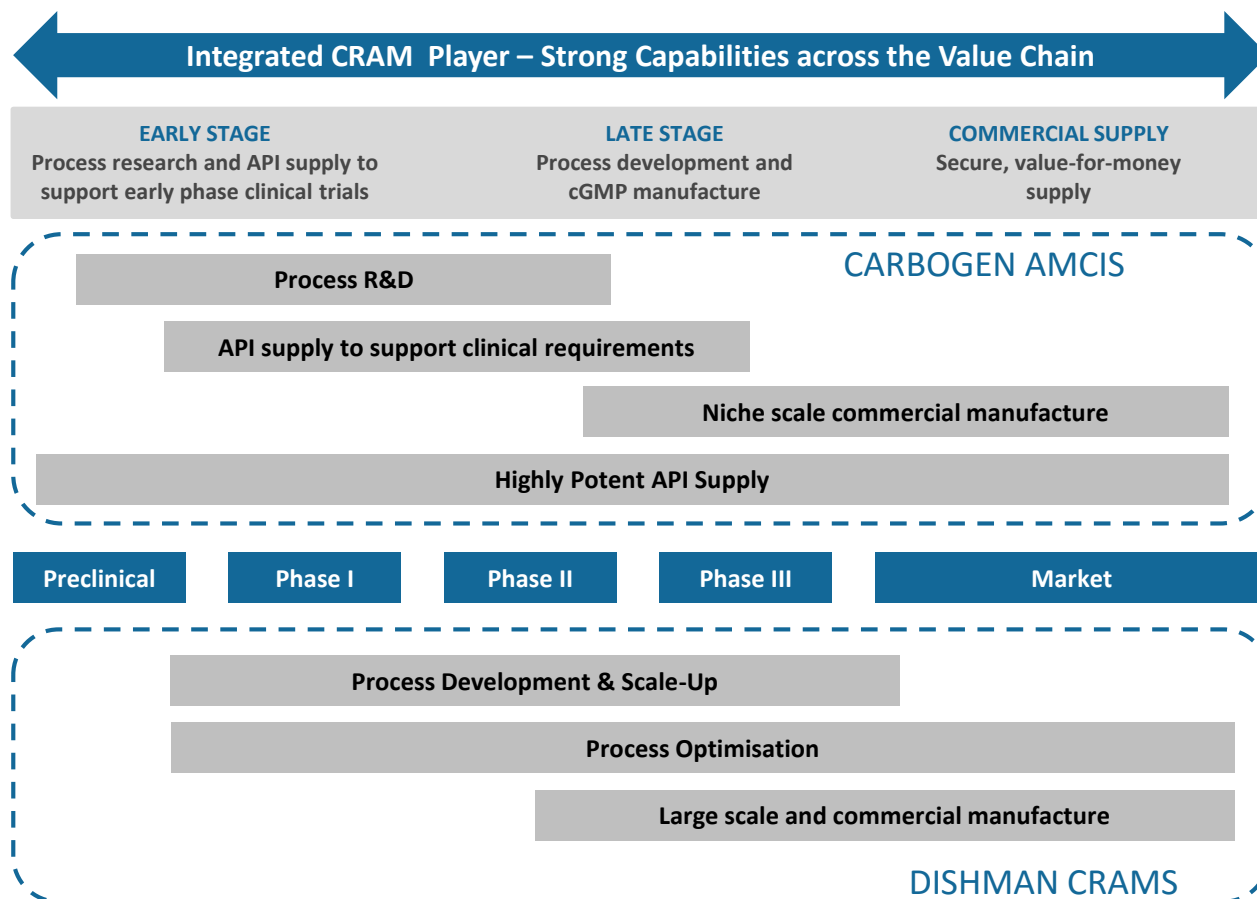 Integrated CRAM Player – Strong Capabilities across the Value Chain
EARLY STAGE
Process research and API supply to
support early phase clinical trials
LATE STAGE
Process development and
cGMP manufacture
COMMERCIAL SUPPLY
Secure, value-for-money
supply
CARBOGEN AMCIS
Process R&D
API supply to support clinical requirements
Niche scale commercial manufacture
Highly Potent API Supply
Preclinical
Phase I
Phase II
Phase III
Market
Process Development & Scale-Up
Process Optimisation
Large scale and commercial manufacture
DISHMAN CRAMS